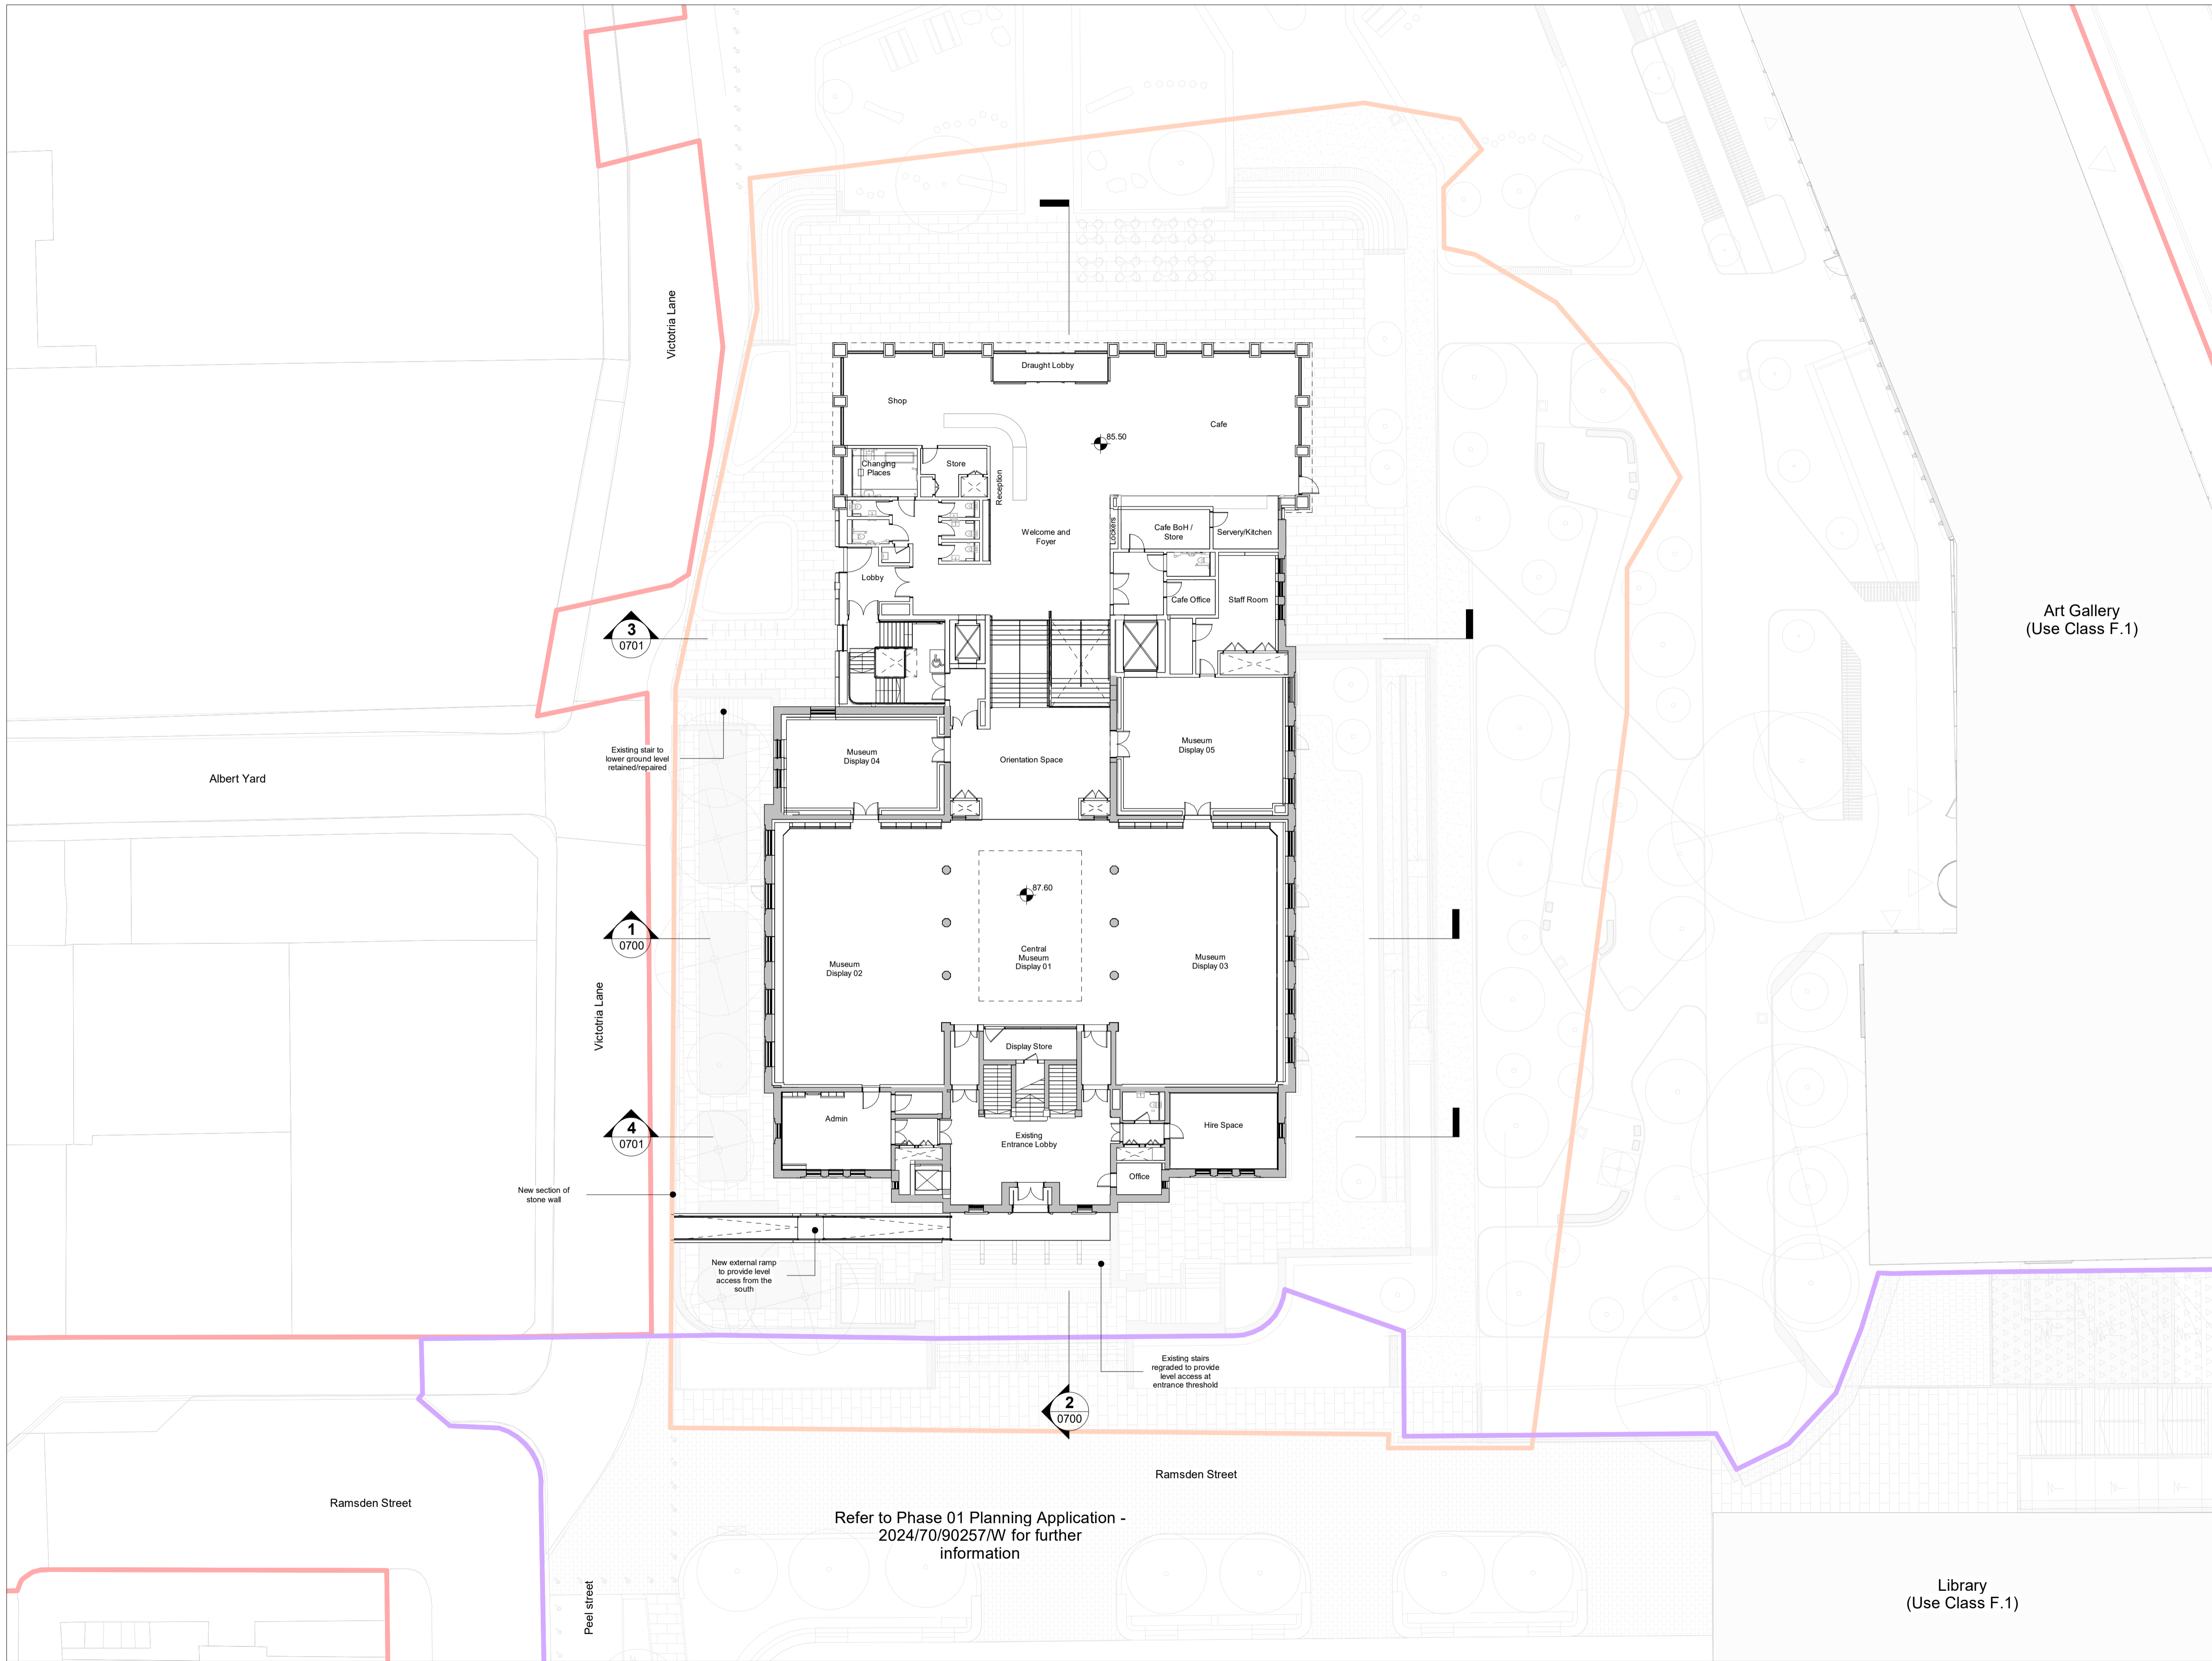 Victotria Lane
Draught Lobby
Shop
Cafe
85.50
Changing
Places
Store
Reception
Welcome and
Foyer
Lockers
Cafe BoH /
Store
Servery/Kitchen
Lobby
Cafe Office
Staff Room
Art Gallery
(Use Class F.1)
3
0701
Existing stair to
lower ground level
retained/repaired
Museum
Display 04
Orientation Space
Museum
Display 05
Albert Yard
87.60
1
0700
Victotria Lane
Museum
Display 02
Central
Museum
Display 01
Museum
Display 03
Display Store
4
0701
Admin
Existing
Entrance Lobby
Hire Space
Office
New section of
stone wall
New external ramp
to provide level
access from the
south
Existing stairs
regraded to provide
level access at
entrance threshold
2
0700
Ramsden Street
Ramsden Street
Refer to Phase 01 Planning Application -
2024/70/90257/W for further
information
Peel street
Library
(Use Class F.1)